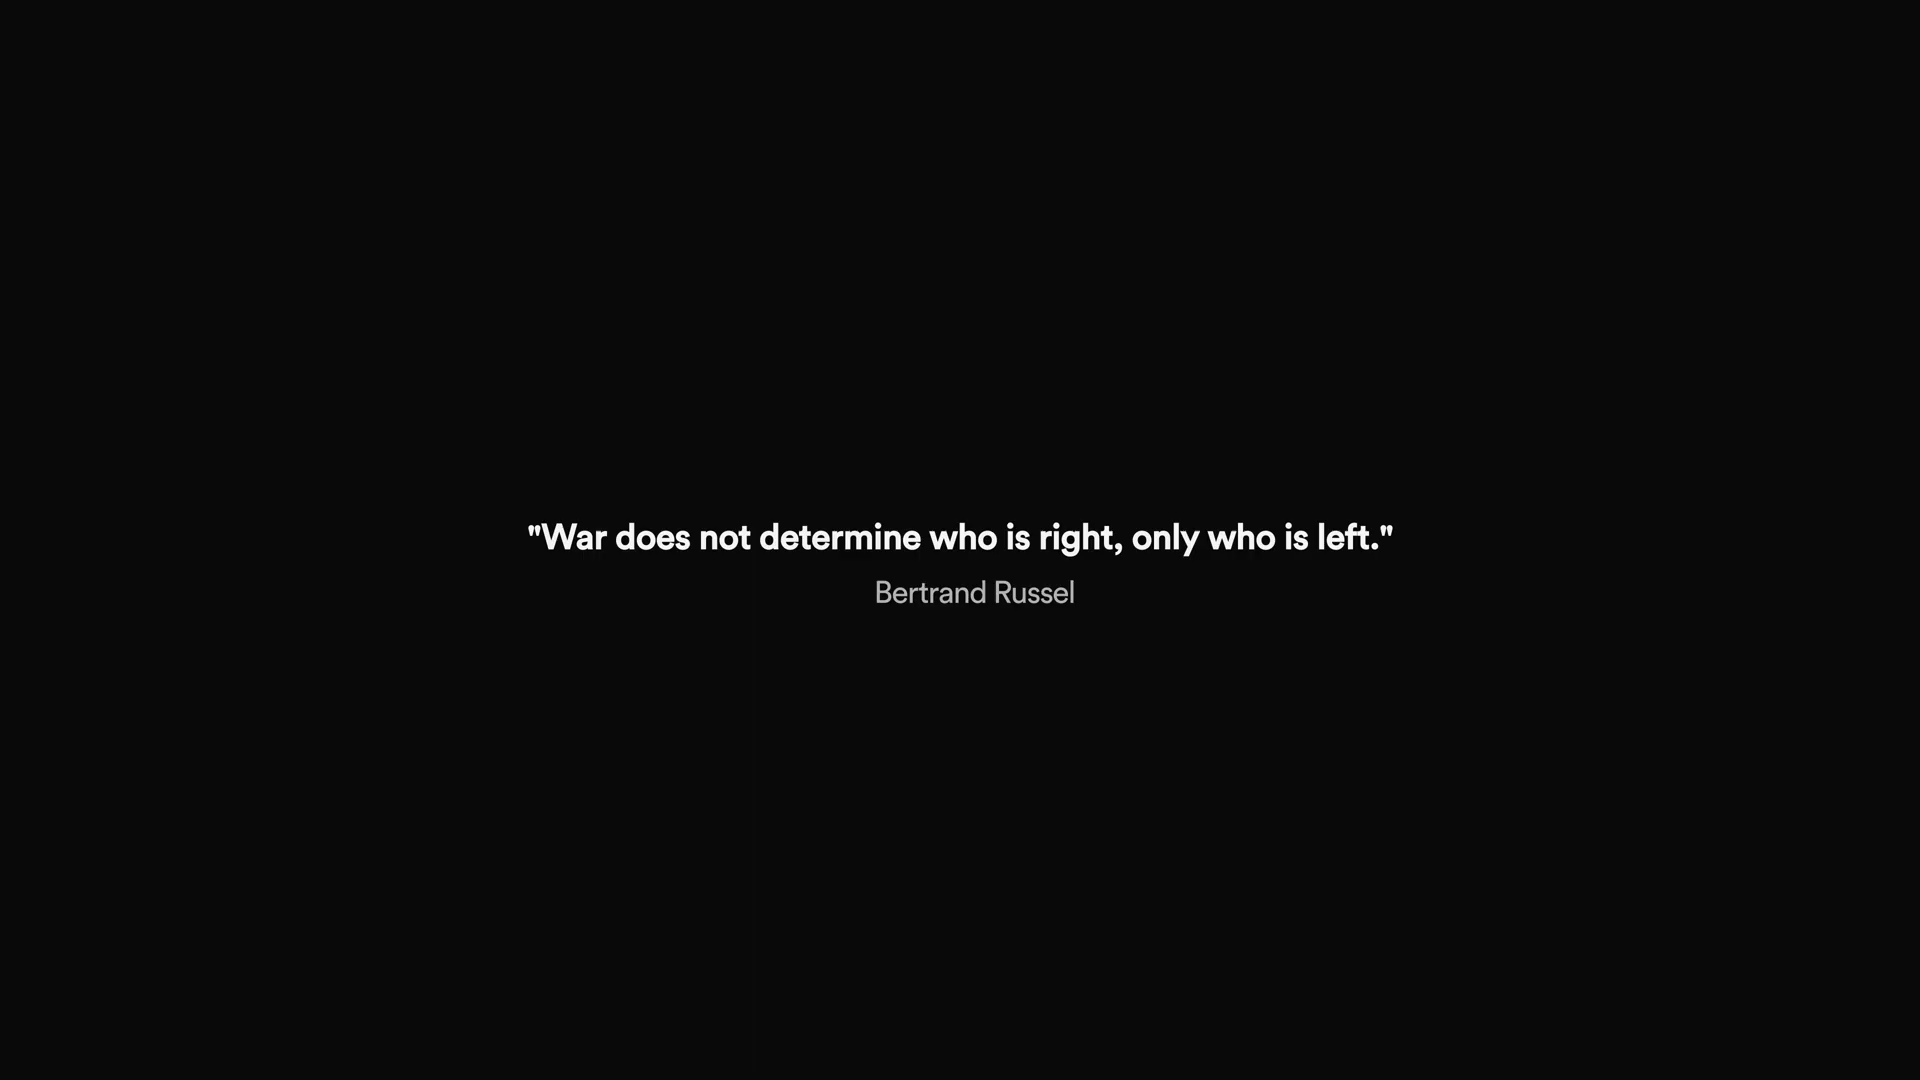 "War does not determine who is right, only who is left."
Bertrand Russel